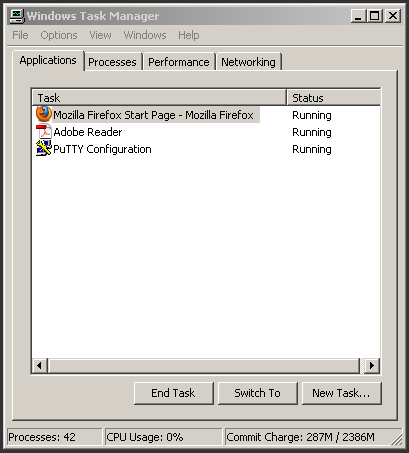 Windows Task Manager
File Options View Windows Help
Applications Processes Performance Networking
Task Status
Mozilla Firefox Start Page - Mozilla Firefox Running
Adobe Reader Running
PuTTY Configuration Running
End Task Switch To New Task...
Processes: 42 CPU Usage: 0% Commit Charge: 287M / 2386M